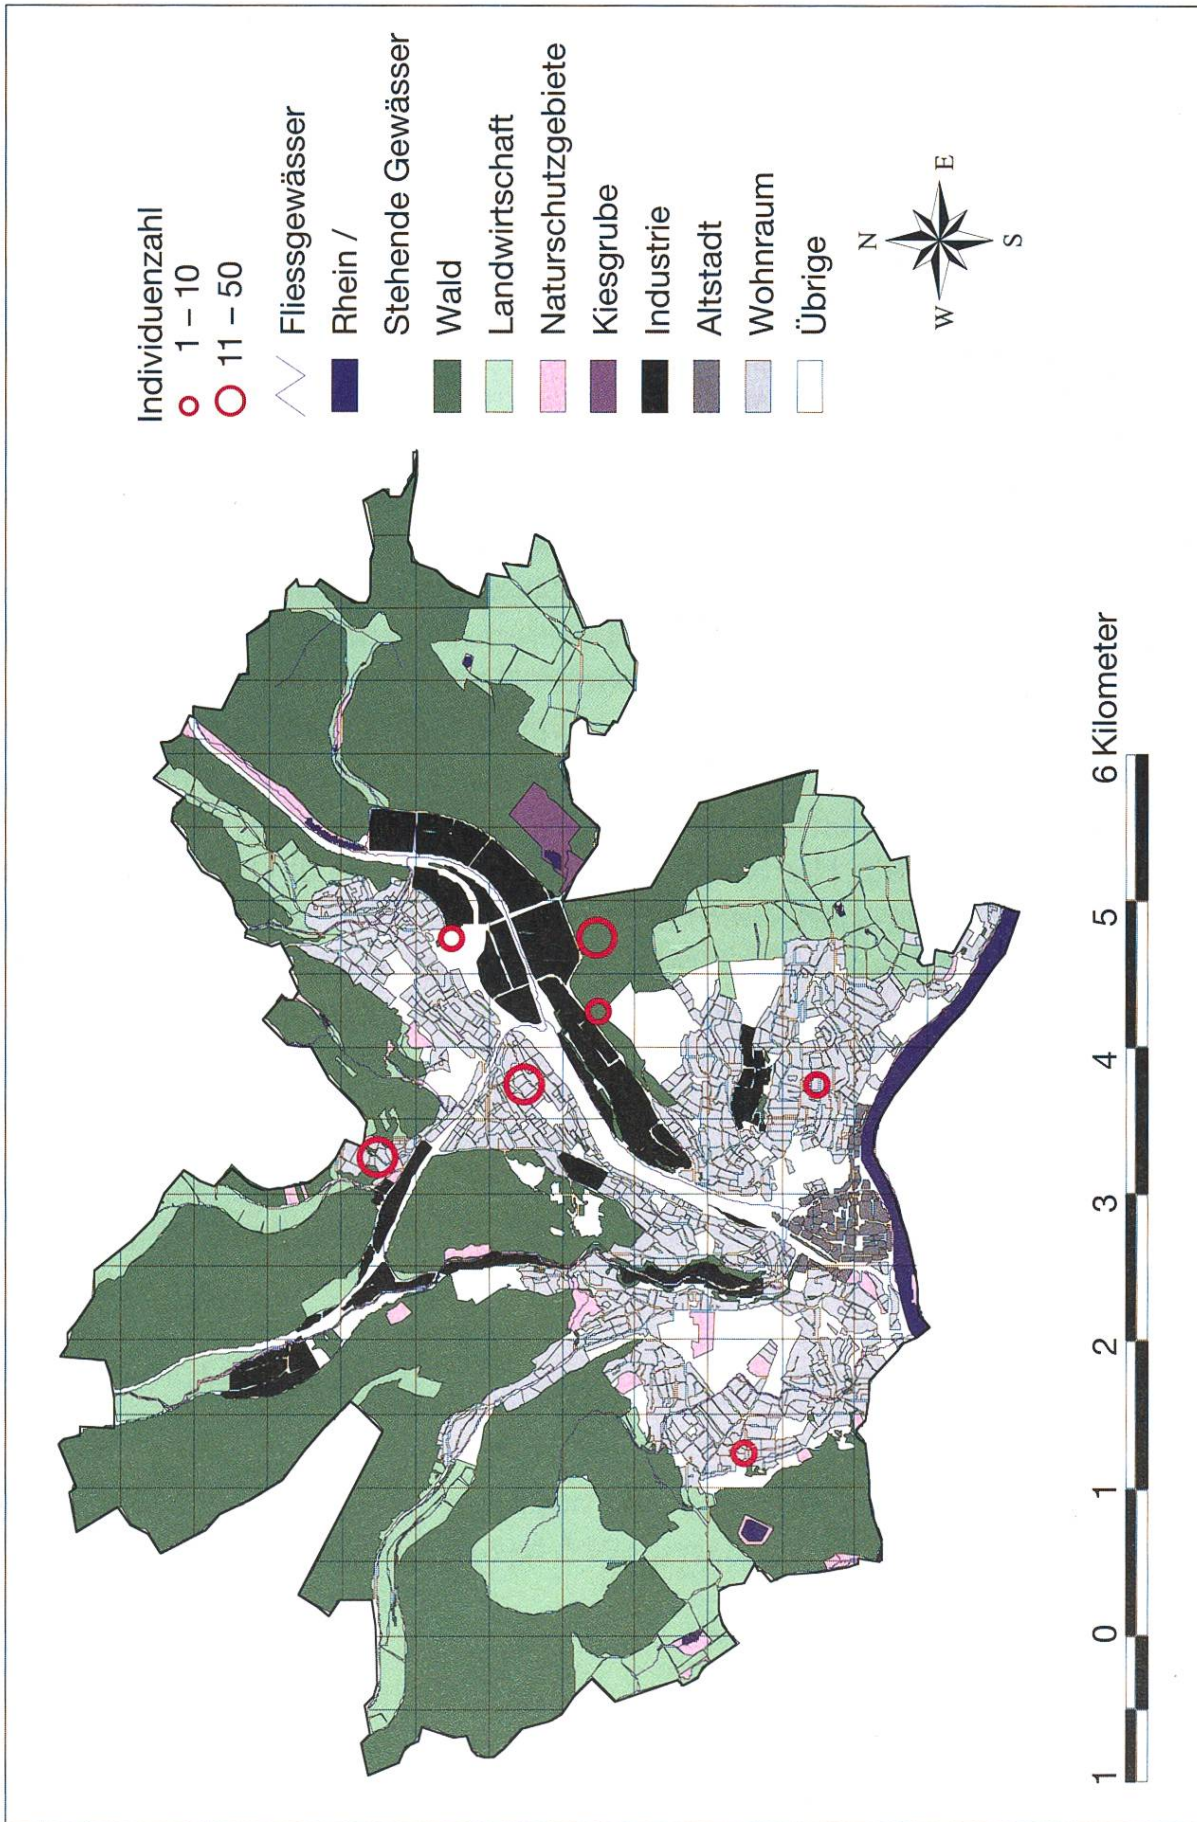 Individuenzahl
1 – 10
11 – 50
Fliessgewässer
Rhein /
Stehende Gewässer
Wald
Landwirtschaft
Naturschutzgebiete
Kiesgrube
Industrie
Altstadt
Wohnraum
Übrige
N
W
E
S
1 0 1 2 3 4 5 6 Kilometer